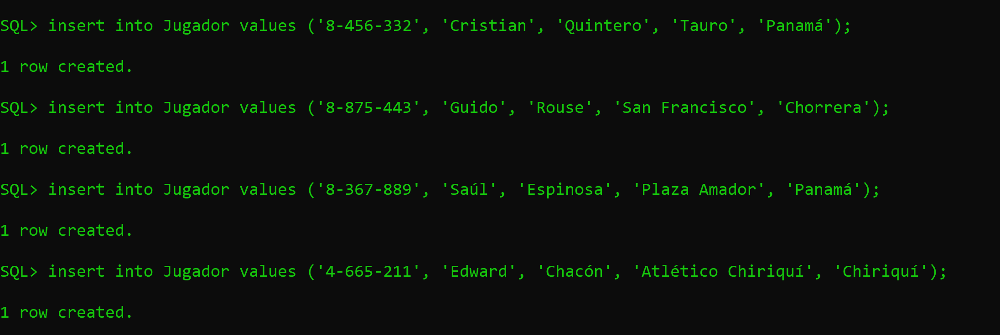 SQL> insert into Jugador values ('8-456-332', 'Cristian', 'Quintero', 'Tauro', 'Panamá');
1 row created.
SQL> insert into Jugador values ('8-875-443', 'Guido', 'Rouse', 'San Francisco', 'Chorrera');
1 row created.
SQL> insert into Jugador values ('8-367-889', 'Saúl', 'Espinosa', 'Plaza Amador', 'Panamá');
1 row created.
SQL> insert into Jugador values ('4-665-211', 'Edward', 'Chacón', 'Atlético Chiriquí', 'Chiriquí');
1 row created.